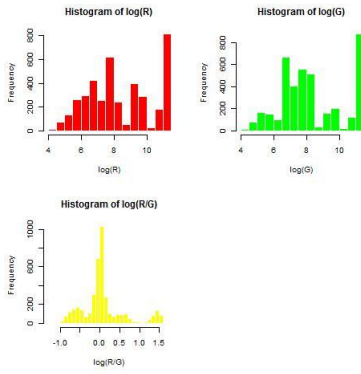 Histogram of log(R)
Frequency
0 200 400 600 800
4 6 8 10
log(R)
Histogram of log(G)
Frequency
0 200 400 600 800
4 6 8 10
log(G)
Histogram of log(R/G)
Frequency
0 200 600 1000
-1.0 0.0 0.5 1.0 1.5
log(R/G)